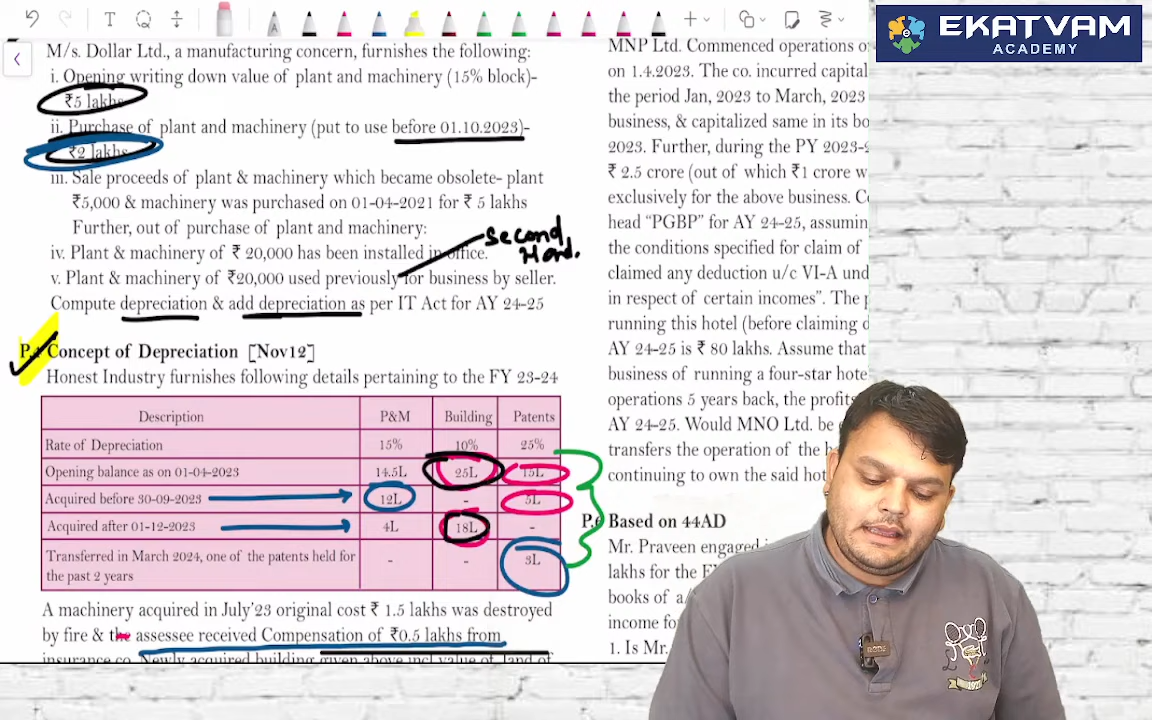 EKATVAM
ACADEMY
M/s. Dollar Ltd., a manufacturing concern, furnishes the following:
i. Opening writing down value of plant and machinery (15% block)-
₹5 lakhs
ii. Purchase of plant and machinery (put to use before 01.10.2023)-
₹2 lakhs
iii. Sale proceeds of plant & machinery which became obsolete- plant
₹5,000 & machinery was purchased on 01-04-2021 for ₹ 5 lakhs
Further, out of purchase of plant and machinery:
Second
Hand.
iv. Plant & machinery of ₹ 20,000 has been installed in office.
v. Plant & machinery of ₹20,000 used previously for business by seller.
Compute depreciation & add depreciation as per IT Act for AY 24-25
Concept of Depreciation [Nov12]
Honest Industry furnishes following details pertaining to the FY 23-24
Description P&M Building Patents
Rate of Depreciation 15% 10% 25%
Opening balance as on 01-04-2023 14.5L 25L 15L
Acquired before 30-09-2023 12L - 5L
Acquired after 01-12-2023 4L 18L -
Transferred in March 2024, one of the patents held for
the past 2 years - - 3L
A machinery acquired in July'23 original cost ₹ 1.5 lakhs was destroyed
by fire & the assessee received Compensation of ₹0.5 lakhs from
insurance co. Newly acquired building given above incl value of land of
MNP Ltd. Commenced operations
on 1.4.2023. The co. incurred capital
the period Jan, 2023 to March, 2023
business, & capitalized same in its
2023. Further, during the PY 2023-
₹ 2.5 crore (out of which ₹1 crore
exclusively for the above business.
head "PGBP" for AY 24-25, assuming
the conditions specified for claim of
claimed any deduction u/c VI-A
in respect of certain incomes". The
running this hotel (before claiming
AY 24-25 is ₹ 80 lakhs. Assume that
business of running a four-star
operations 5 years back, the profits
AY 24-25. Would MNO Ltd. be
transfers the operation of the
continuing to own the said
P.6 Based on 44AD
Mr. Praveen engaged
lakhs for the
books of a/
income
1. Is Mr.